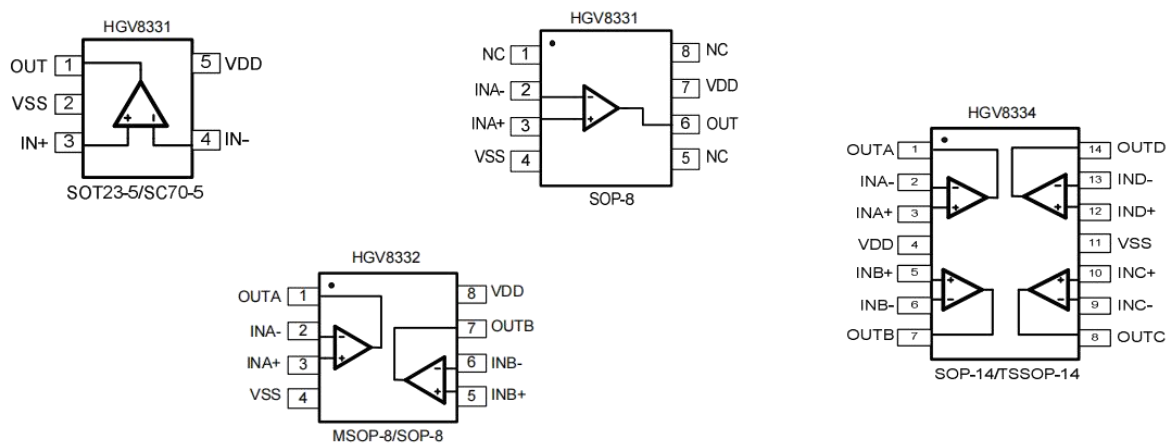 HGV8331
OUT 1 5 VDD
VSS 2
IN+ 3 + - 4 IN-
SOT23-5/SC70-5
HGV8331
NC 1 8 NC
INA- 2 - 7 VDD
INA+ 3 + 6 OUT
VSS 4 5 NC
SOP-8
HGV8332
OUTA 1 8 VDD
INA- 2 - 7 OUTB
INA+ 3 + - 6 INB-
VSS 4 + 5 INB+
MSOP-8/SOP-8
HGV8334
OUTA 1 14 OUTD
INA- 2 - - 13 IND-
INA+ 3 + + 12 IND+
VDD 4 11 VSS
INB+ 5 + + 10 INC+
INB- 6 - - 9 INC-
OUTB 7 8 OUTC
SOP-14/TSSOP-14